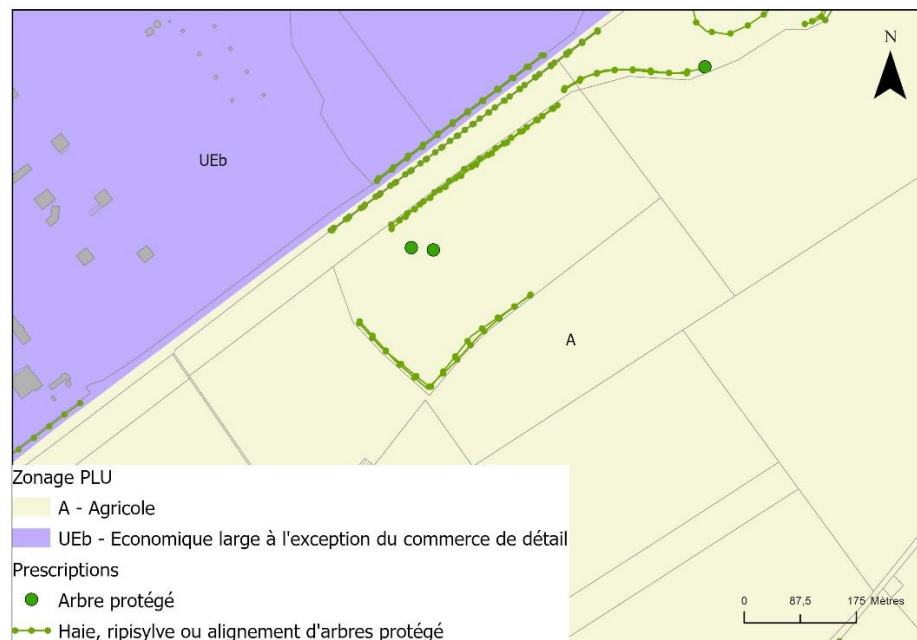 N
UEb
A
Zonage PLU
A - Agricole
UEb - Economique large à l'exception du commerce de détail
Prescriptions
Arbre protégé
Haie, ripisylve ou alignement d'arbres protégé
0 87,5 175 Mètres